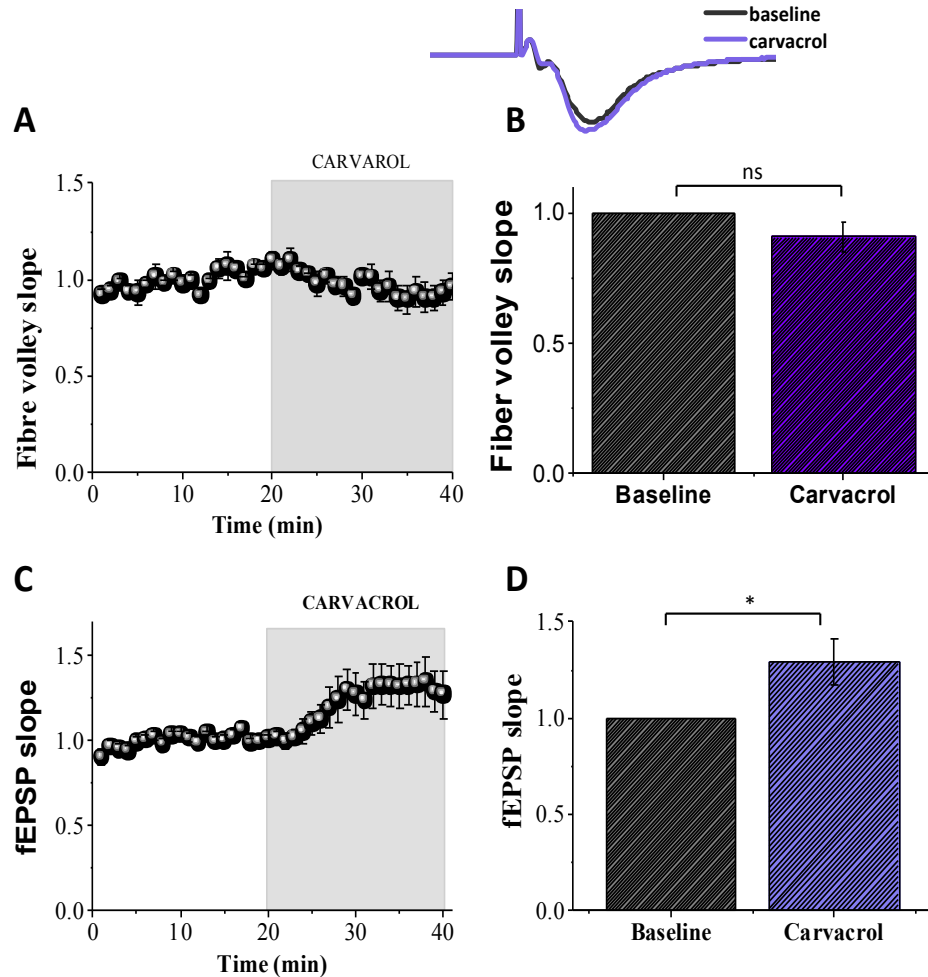 baseline
carvacrol
A
CARVAROL
Fibre volley slope
1.5
1.0
0.5
0.0
0 10 20 30 40
Time (min)
B
ns
Fiber volley slope
1.0
0.5
0.0
Baseline Carvacrol
C
CARVACROL
fEPSP slope
1.5
1.0
0.5
0.0
0 10 20 30 40
Time (min)
D
*
fEPSP slope
1.5
1.0
0.5
0.0
Baseline Carvacrol